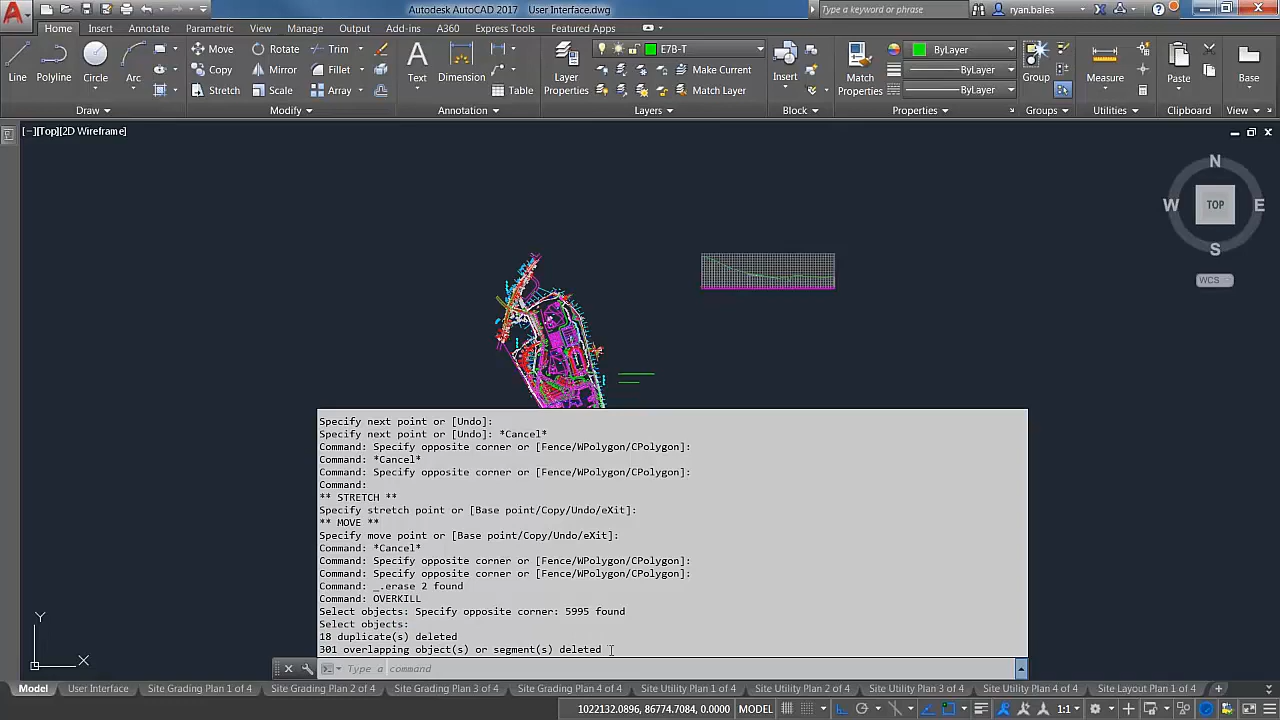 Autodesk AutoCAD 2017 User Interface.dwg
Type a keyword or phrase
ryan.bales
Home Insert Annotate Parametric View Manage Output Add-ins A360 Express Tools Featured Apps
Line
Polyline
Circle
Arc
Move
Rotate
Trim
Copy
Mirror
Fillet
Stretch
Scale
Array
Text
Dimension
Table
Layer
Properties
E7B-T
Make Current
Match Layer
Insert
Match
Properties
ByLayer
ByLayer
ByLayer
Group
Measure
Paste
Base
Draw Modify Annotation Layers Block Properties Groups Utilities Clipboard View
[−][Top][2D Wireframe]
N
W
TOP
E
S
WCS
Specify next point or [Undo]:
Specify next point or [Undo]: *Cancel*
Command: Specify opposite corner or [Fence/WPolygon/CPolygon]:
Command: *Cancel*
Command: Specify opposite corner or [Fence/WPolygon/CPolygon]:
Command:
** STRETCH **
Specify stretch point or [Base point/Copy/Undo/eXit]:
** MOVE **
Specify move point or [Base point/Copy/Undo/eXit]:
Command: *Cancel*
Command: Specify opposite corner or [Fence/WPolygon/CPolygon]:
Command: Specify opposite corner or [Fence/WPolygon/CPolygon]:
Command: _.erase 2 found
Command: OVERKILL
Select objects: Specify opposite corner: 5995 found
Select objects:
18 duplicate(s) deleted
301 overlapping object(s) or segment(s) deleted
Type a command
Y
X
Model User Interface Site Grading Plan 1 of 4 Site Grading Plan 2 of 4 Site Grading Plan 3 of 4 Site Grading Plan 4 of 4 Site Utility Plan 1 of 4 Site Utility Plan 2 of 4 Site Utility Plan 3 of 4 Site Utility Plan 4 of 4 Site Layout Plan 1 of 4
1022132.0896, 86774.7084, 0.0000 MODEL 1:1